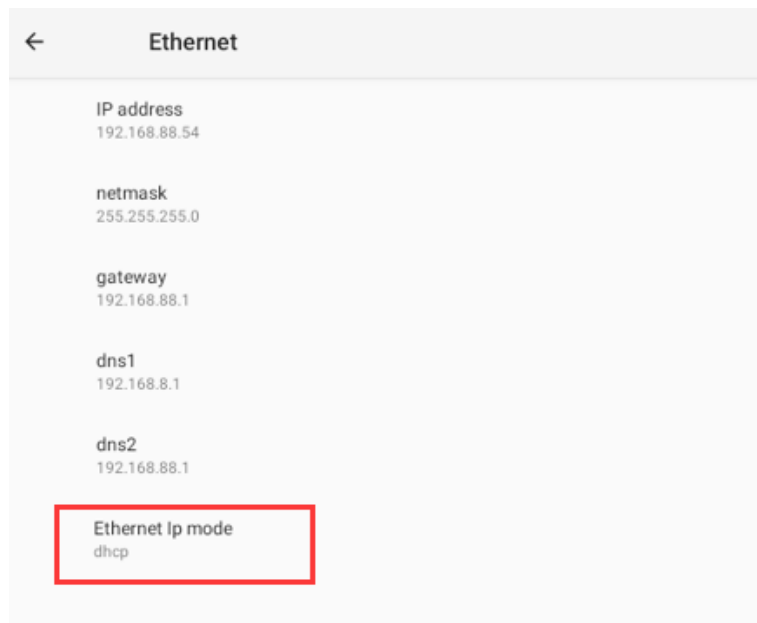 Ethernet
IP address
192.168.88.54
netmask
255.255.255.0
gateway
192.168.88.1
dns1
192.168.8.1
dns2
192.168.88.1
Ethernet Ip mode
dhcp